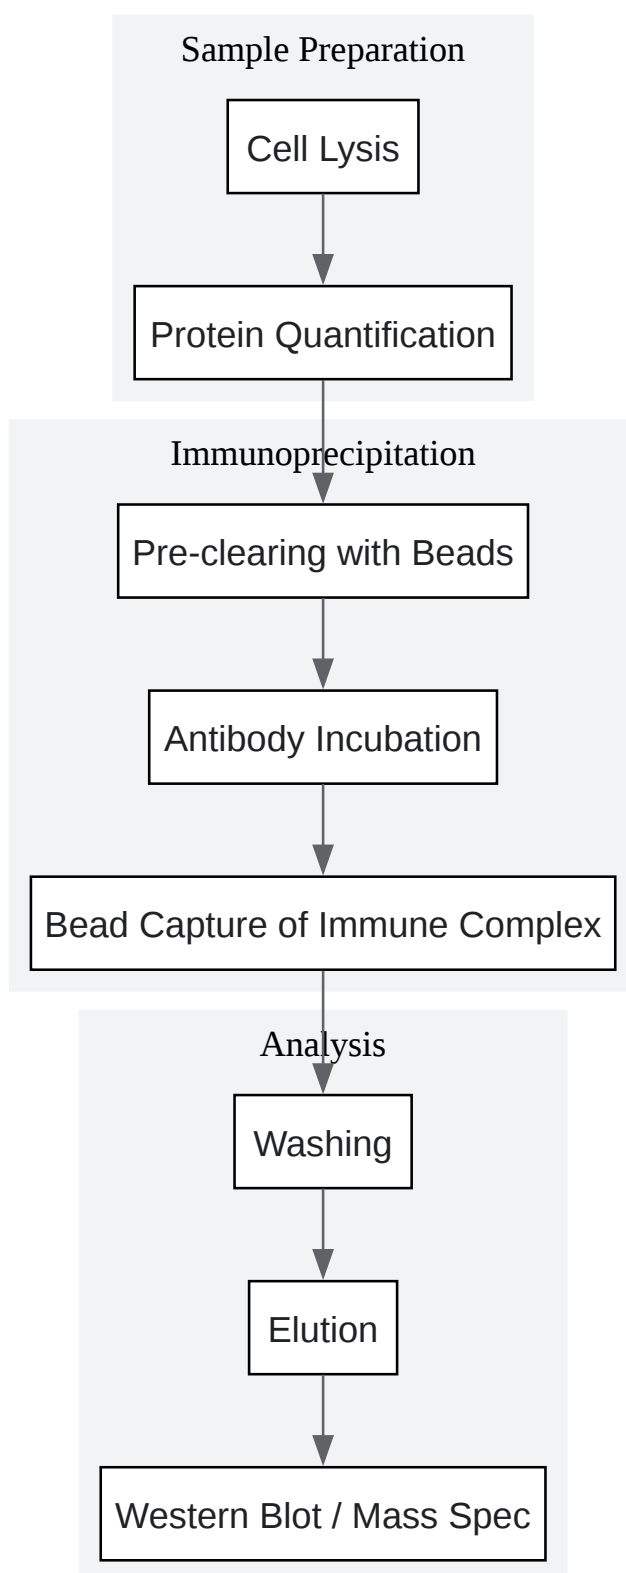 Sample Preparation
Cell Lysis
Protein Quantification
Immunoprecipitation
Pre-clearing with Beads
Antibody Incubation
Bead Capture of Immune Complex
Analysis
Washing
Elution
Western Blot / Mass Spec